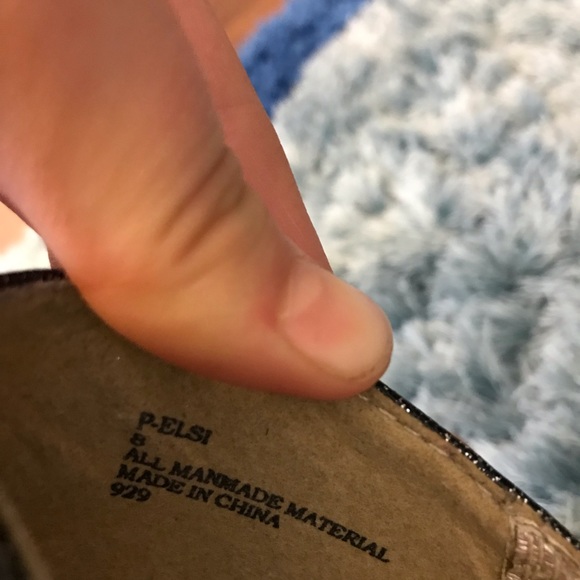 P-ELSI
8
ALL MANMADE MATERIAL
MADE IN CHINA
929